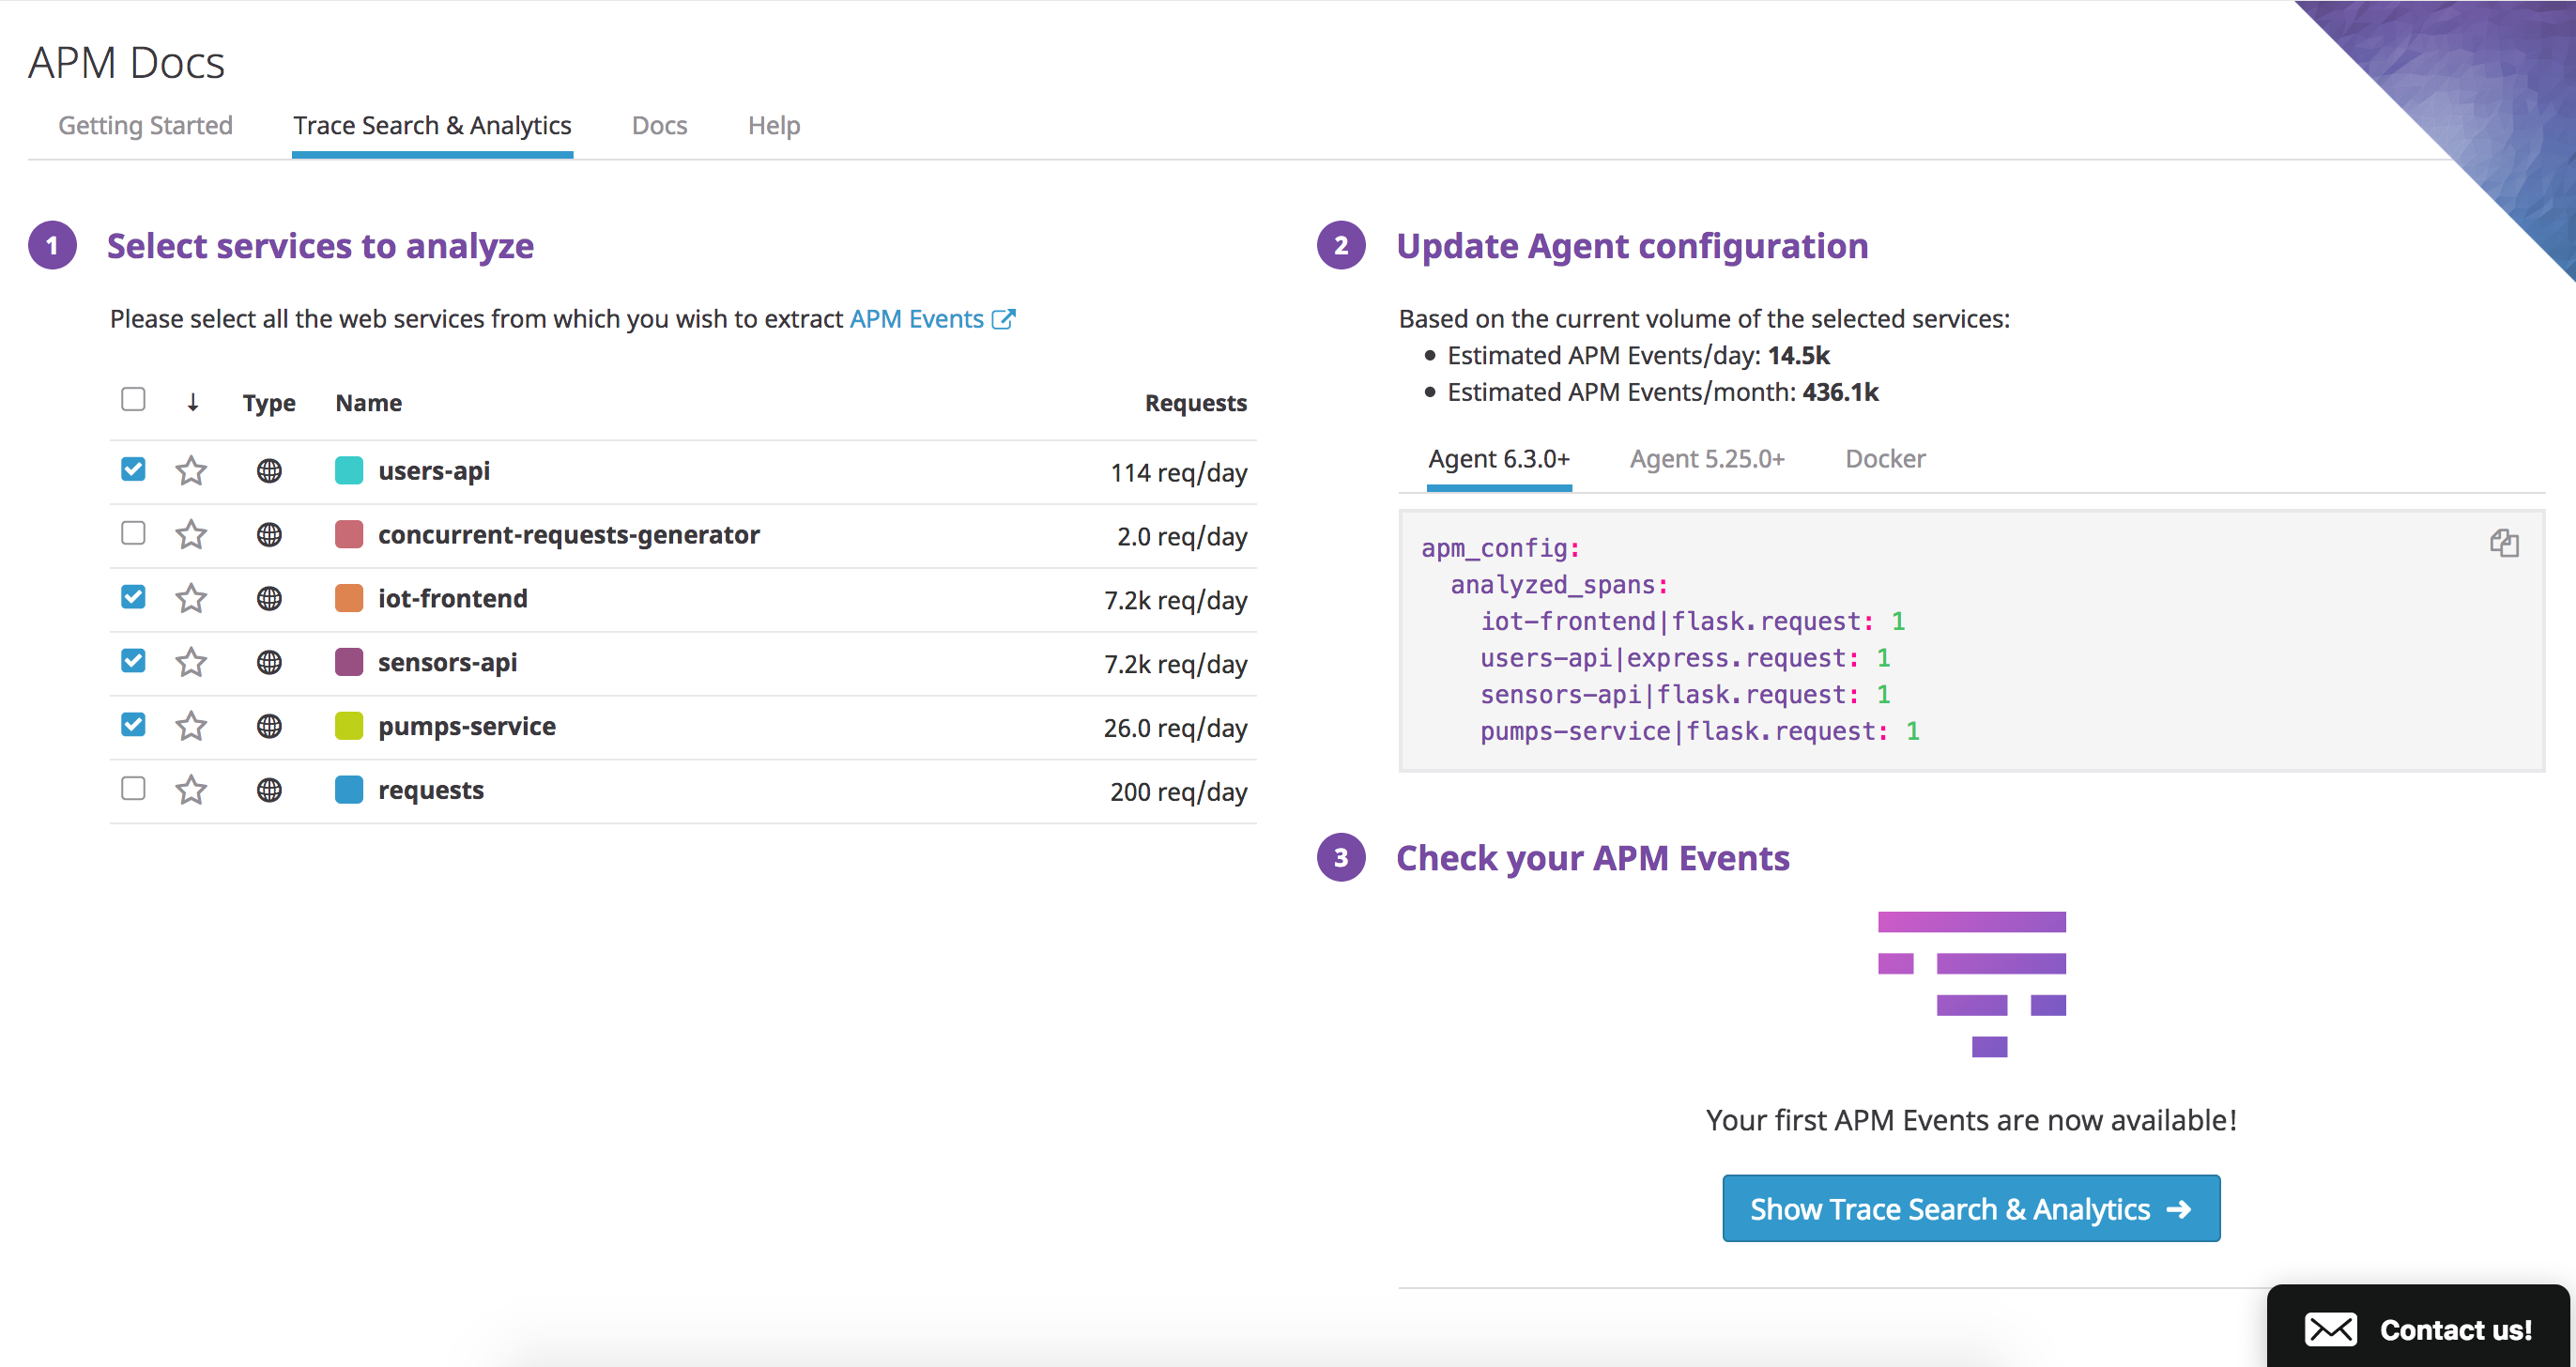 APM Docs
Getting Started Trace Search & Analytics Docs Help
1 Select services to analyze
Please select all the web services from which you wish to extract APM Events
↓ Type Name Requests
users-api 114 req/day
concurrent-requests-generator 2.0 req/day
iot-frontend 7.2k req/day
sensors-api 7.2k req/day
pumps-service 26.0 req/day
requests 200 req/day
2 Update Agent configuration
Based on the current volume of the selected services:
• Estimated APM Events/day: 14.5k
• Estimated APM Events/month: 436.1k
Agent 6.3.0+ Agent 5.25.0+ Docker
apm_config:
analyzed_spans:
iot-frontend|flask.request: 1
users-api|express.request: 1
sensors-api|flask.request: 1
pumps-service|flask.request: 1
3 Check your APM Events
Your first APM Events are now available!
Show Trace Search & Analytics →
Contact us!